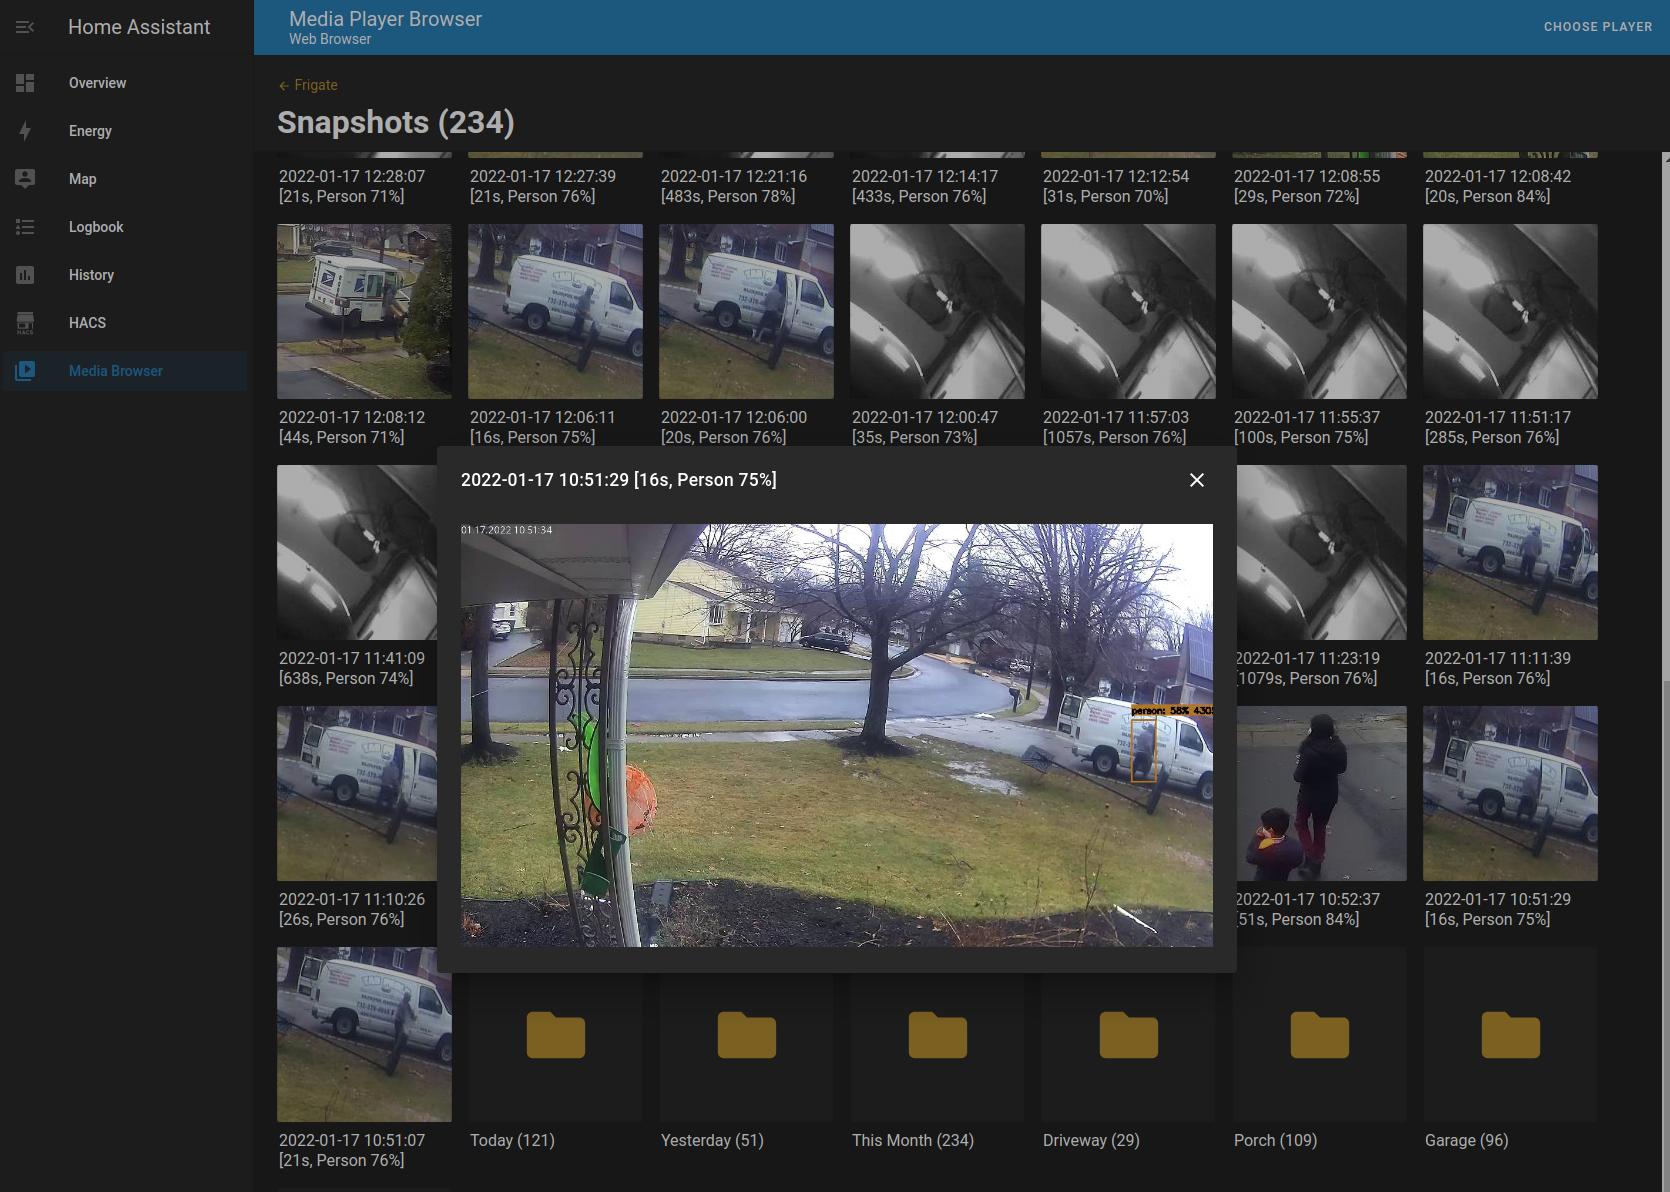 Home Assistant
Media Player Browser
Web Browser
CHOOSE PLAYER
Overview
Energy
Map
Logbook
History
HACS
HACS
Media Browser
← Frigate
Snapshots (234)
2022-01-17 12:28:07
[21s, Person 71%]
2022-01-17 12:27:39
[21s, Person 76%]
2022-01-17 12:21:16
[483s, Person 78%]
2022-01-17 12:14:17
[433s, Person 76%]
2022-01-17 12:12:54
[31s, Person 70%]
2022-01-17 12:08:55
[29s, Person 72%]
2022-01-17 12:08:42
[20s, Person 84%]
2022-01-17 12:08:12
[44s, Person 71%]
2022-01-17 12:06:11
[16s, Person 75%]
2022-01-17 12:06:00
[20s, Person 76%]
2022-01-17 12:00:47
[35s, Person 73%]
2022-01-17 11:57:03
[1057s, Person 76%]
2022-01-17 11:55:37
[100s, Person 75%]
2022-01-17 11:51:17
[285s, Person 76%]
2022-01-17 10:51:29 [16s, Person 75%]
01.17.2022 10:51:34
person: 58% 430
2022-01-17 11:41:09
[638s, Person 74%]
2022-01-17 11:23:19
[1079s, Person 76%]
2022-01-17 11:11:39
[16s, Person 76%]
2022-01-17 11:10:26
[26s, Person 76%]
2022-01-17 10:52:37
[51s, Person 84%]
2022-01-17 10:51:29
[16s, Person 75%]
2022-01-17 10:51:07
[21s, Person 76%]
Today (121)
Yesterday (51)
This Month (234)
Driveway (29)
Porch (109)
Garage (96)